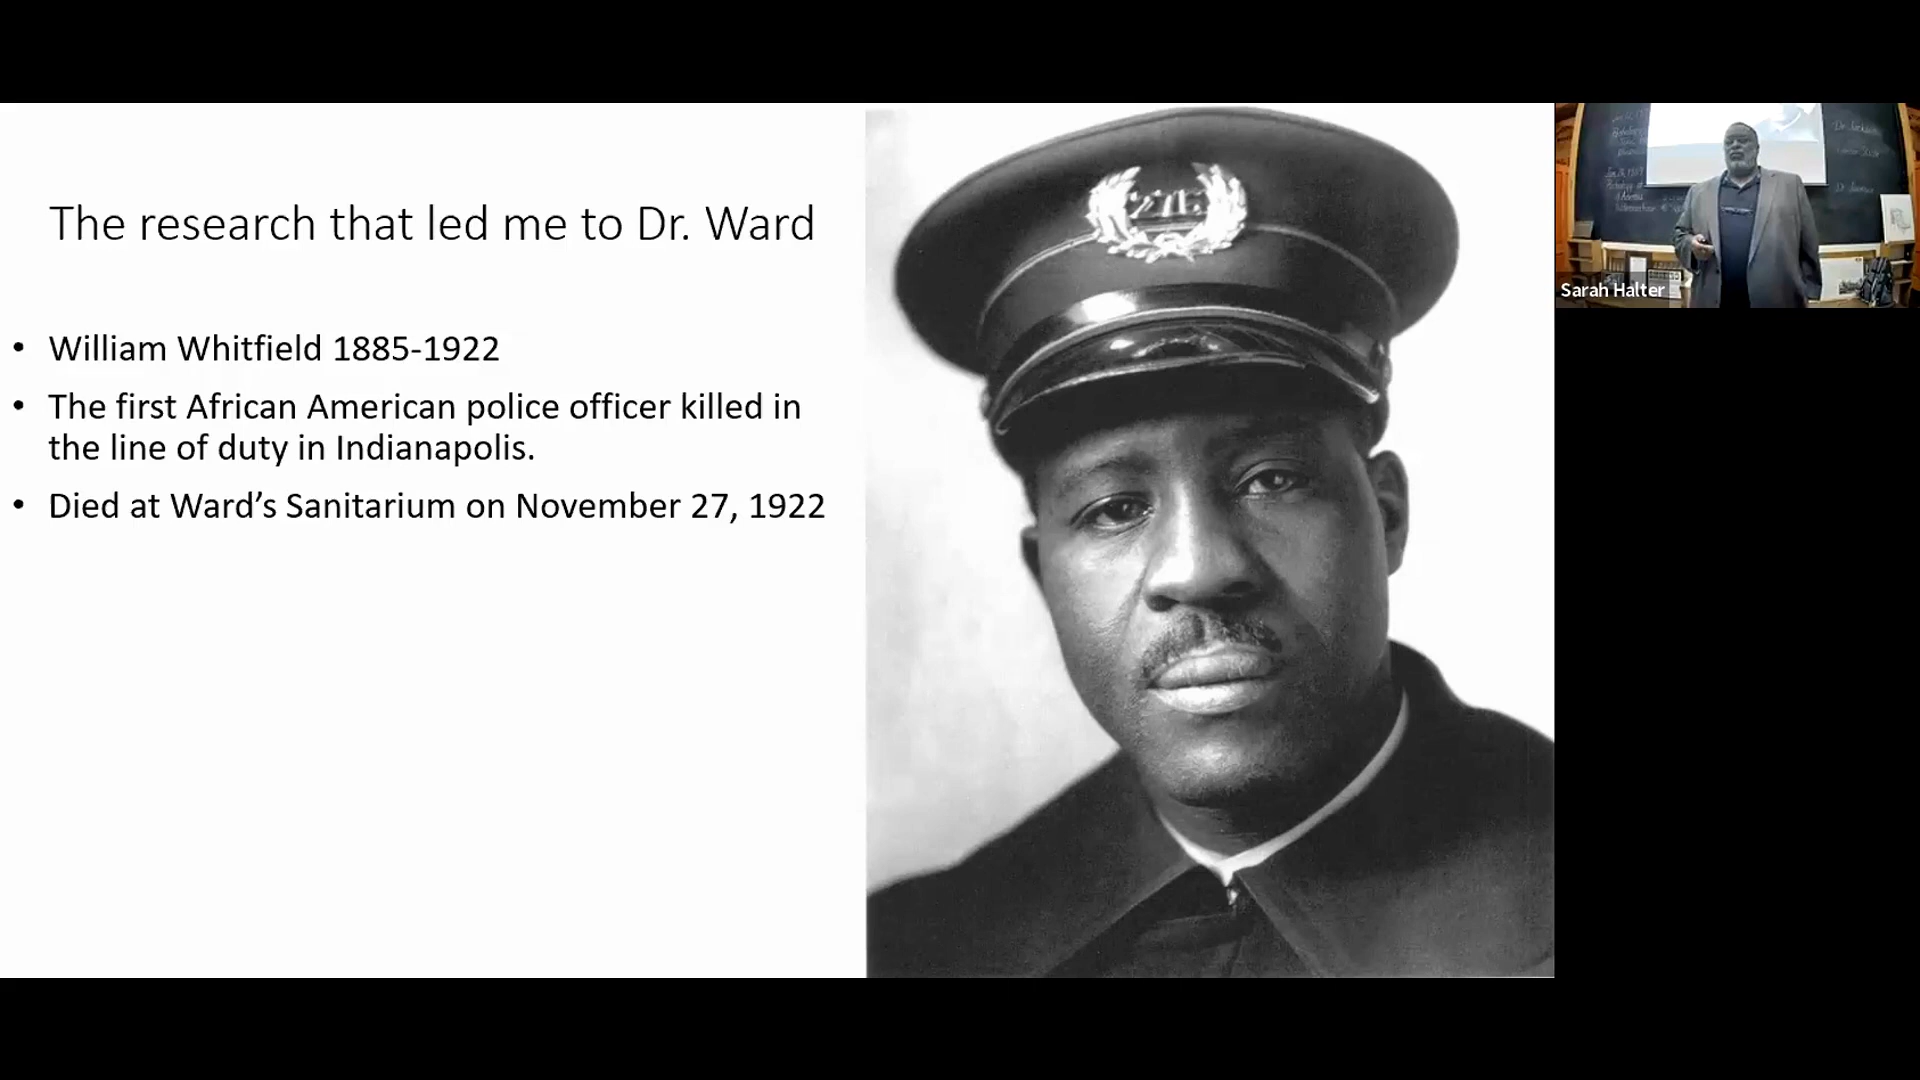 The research that led me to Dr. Ward
• William Whitfield 1885-1922
• The first African American police officer killed in
the line of duty in Indianapolis.
• Died at Ward’s Sanitarium on November 27, 1922
Sarah Halter